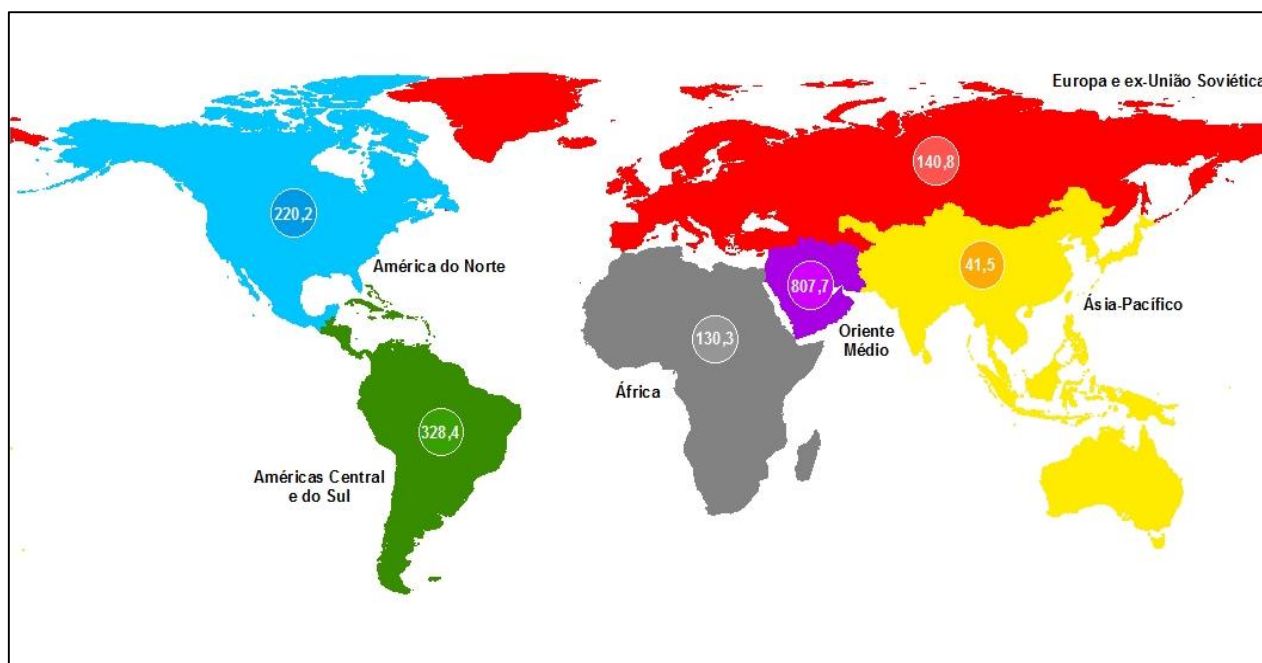 Europa e ex-União Soviética
140,8
220,2
América do Norte
41,5
807,7
Ásia-Pacífico
Oriente
Médio
130,3
África
328,4
Américas Central
e do Sul